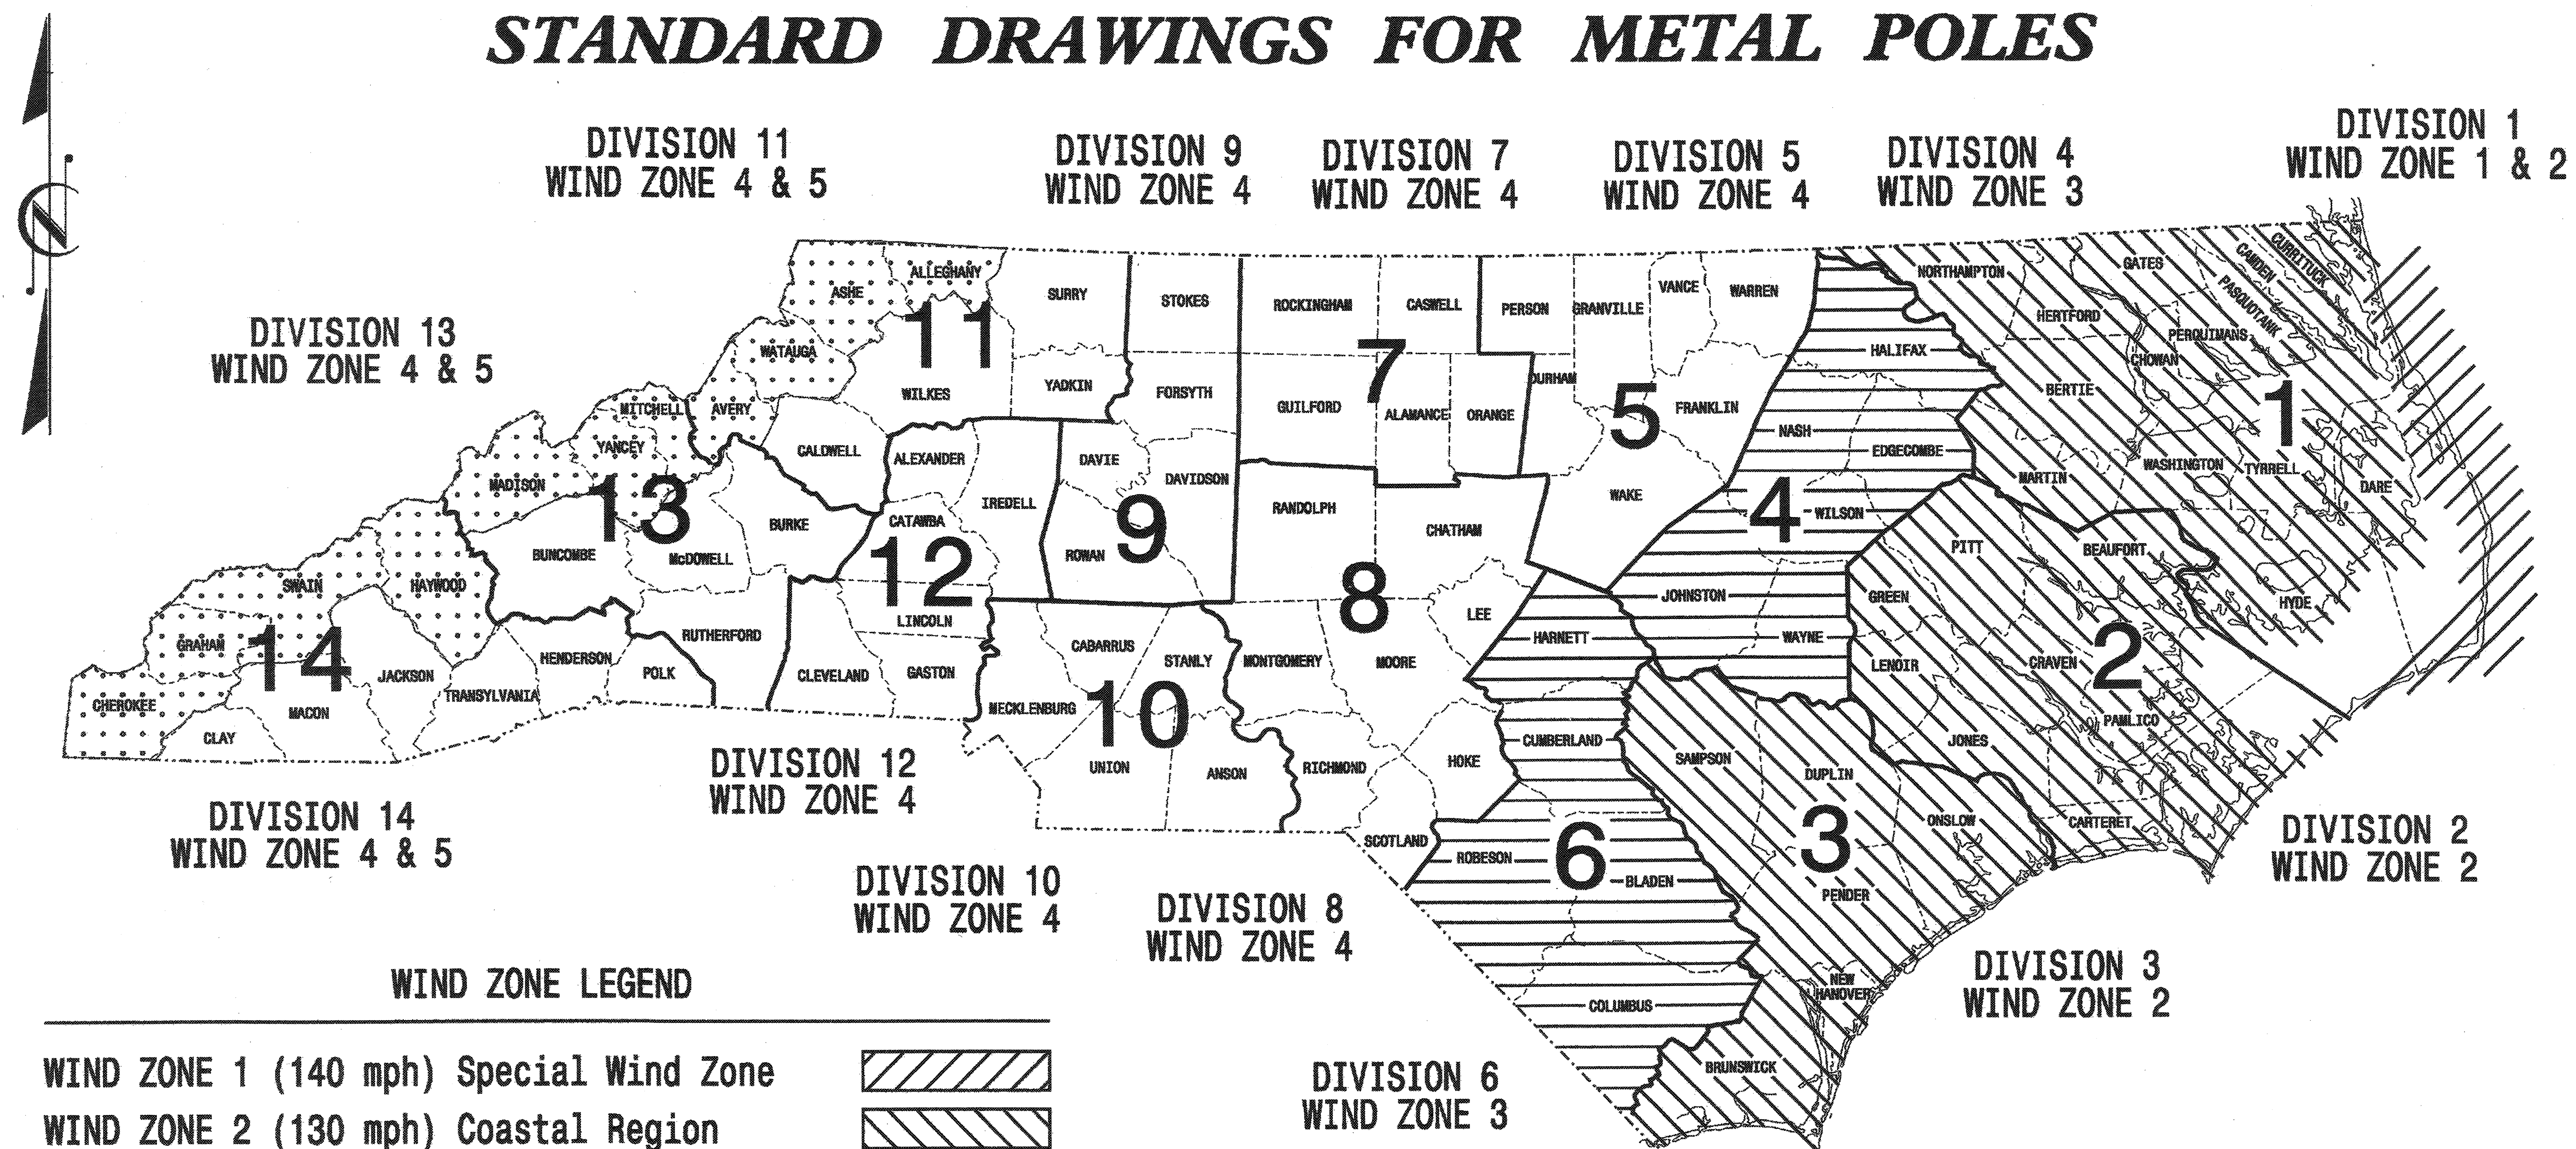 STANDARD DRAWINGS FOR METAL POLES
DIVISION 11
WIND ZONE 4 & 5
DIVISION 9
WIND ZONE 4
DIVISION 7
WIND ZONE 4
DIVISION 5
WIND ZONE 4
DIVISION 4
WIND ZONE 3
DIVISION 1
WIND ZONE 1 & 2
DIVISION 13
WIND ZONE 4 & 5
N
ALLEGHANY
ASHE
11
WATAUGA
WILKES
SURRY
YADKIN
STOKES
FORSYTH
ROCKINGHAM
CASWELL
7
GUILFORD
ALAMANCE
ORANGE
PERSON
GRANVILLE
VANCE
WARREN
DURHAM
5
FRANKLIN
WAKE
NORTHAMPTON
GATES
CAMDEN
CURRITUCK
PASQUOTANK
HERTFORD
PERQUIMANS
CHOWAN
BERTIE
1
MARTIN
WASHINGTON
TYRRELL
DARE
HYDE
HALIFAX
NASH
EDGECOMBE
4
WILSON
JOHNSTON
WAYNE
MITCHELL
AVERY
YANCEY
MADISON
13
BUNCOMBE
McDOWELL
BURKE
RUTHERFORD
CALDWELL
ALEXANDER
IREDELL
CATAWBA
12
LINCOLN
CLEVELAND
GASTON
DAVIE
DAVIDSON
9
ROWAN
RANDOLPH
CHATHAM
8
LEE
MONTGOMERY
MOORE
RICHMOND
HOKE
SCOTLAND
PITT
BEAUFORT
GREEN
LENOIR
CRAVEN
2
PAMLICO
JONES
CARTERET
SWAIN
HAYWOOD
GRAHAM
14
CHEROKEE
CLAY
MACON
JACKSON
TRANSYLVANIA
HENDERSON
POLK
MECKLENBURG
CABARRUS
STANLY
10
UNION
ANSON
HARNETT
CUMBERLAND
6
ROBESON
BLADEN
COLUMBUS
SAMPSON
DUPLIN
3
ONSLOW
PENDER
NEW
HANOVER
BRUNSWICK
DIVISION 14
WIND ZONE 4 & 5
DIVISION 12
WIND ZONE 4
DIVISION 10
WIND ZONE 4
DIVISION 8
WIND ZONE 4
DIVISION 6
WIND ZONE 3
DIVISION 3
WIND ZONE 2
DIVISION 2
WIND ZONE 2
WIND ZONE LEGEND
WIND ZONE 1 (140 mph) Special Wind Zone
WIND ZONE 2 (130 mph) Coastal Region